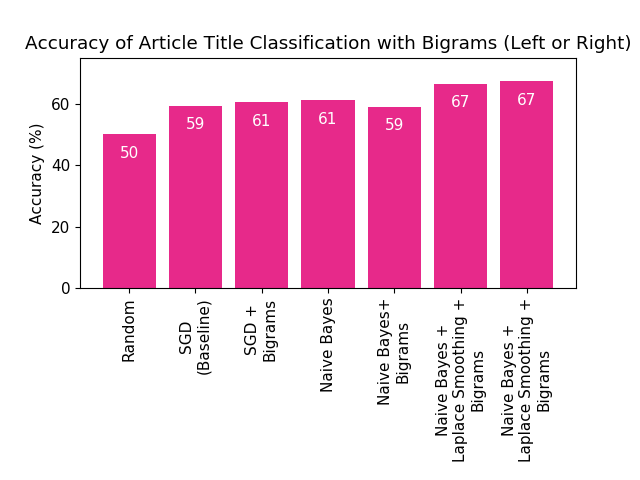 Accuracy of Article Title Classification with Bigrams (Left or Right)
Accuracy (%)
60
40
20
0
50
59
61
61
59
67
67
Random
SGD
(Baseline)
SGD +
Bigrams
Naive Bayes
Naive Bayes+
Bigrams
Naive Bayes +
Laplace Smoothing +
Bigrams
Naive Bayes +
Laplace Smoothing +
Bigrams